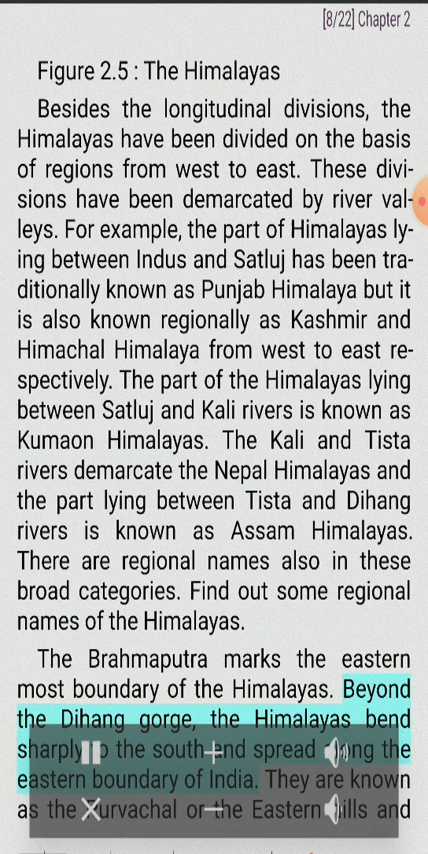 [8/22] Chapter 2
Figure 2.5 : The Himalayas
Besides the longitudinal divisions, the
Himalayas have been divided on the basis
of regions from west to east. These divi-
sions have been demarcated by river val-
leys. For example, the part of Himalayas ly-
ing between Indus and Satluj has been tra-
ditionally known as Punjab Himalaya but it
is also known regionally as Kashmir and
Himachal Himalaya from west to east re-
spectively. The part of the Himalayas lying
between Satluj and Kali rivers is known as
Kumaon Himalayas. The Kali and Tista
rivers demarcate the Nepal Himalayas and
the part lying between Tista and Dihang
rivers is known as Assam Himalayas.
There are regional names also in these
broad categories. Find out some regional
names of the Himalayas.
The Brahmaputra marks the eastern
most boundary of the Himalayas. Beyond
the Dihang gorge, the Himalayas bend
sharply to the south and spread along the
eastern boundary of India. They are known
as the Purvachal or the Eastern Hills and